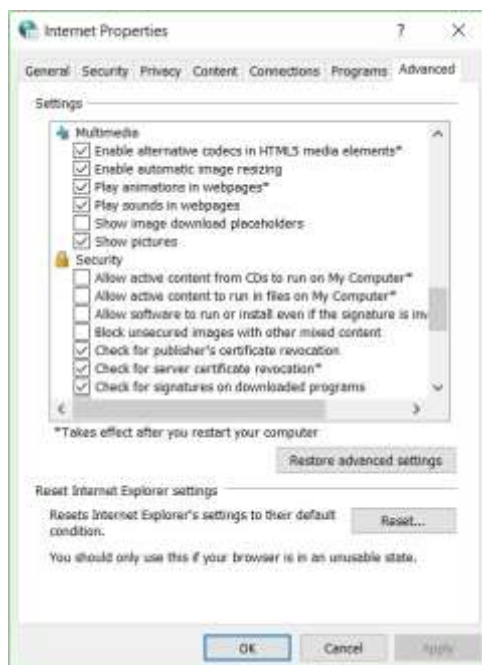 Internet Properties
? ×
General Security Privacy Content Connections Programs Advanced
Settings
Multimedia
Enable alternative codecs in HTML5 media elements*
Enable automatic image resizing
Play animations in webpages*
Play sounds in webpages
Show image download placeholders
Show pictures
Security
Allow active content from CDs to run on My Computer*
Allow active content to run in files on My Computer*
Allow software to run or install even if the signature is inv
Block unsecured images with other mixed content
Check for publisher's certificate revocation
Check for server certificate revocation*
Check for signatures on downloaded programs
*Takes effect after you restart your computer
Restore advanced settings
Reset Internet Explorer settings
Resets Internet Explorer's settings to their default
condition.
Reset...
You should only use this if your browser is in an unusable state.
OK Cancel Apply